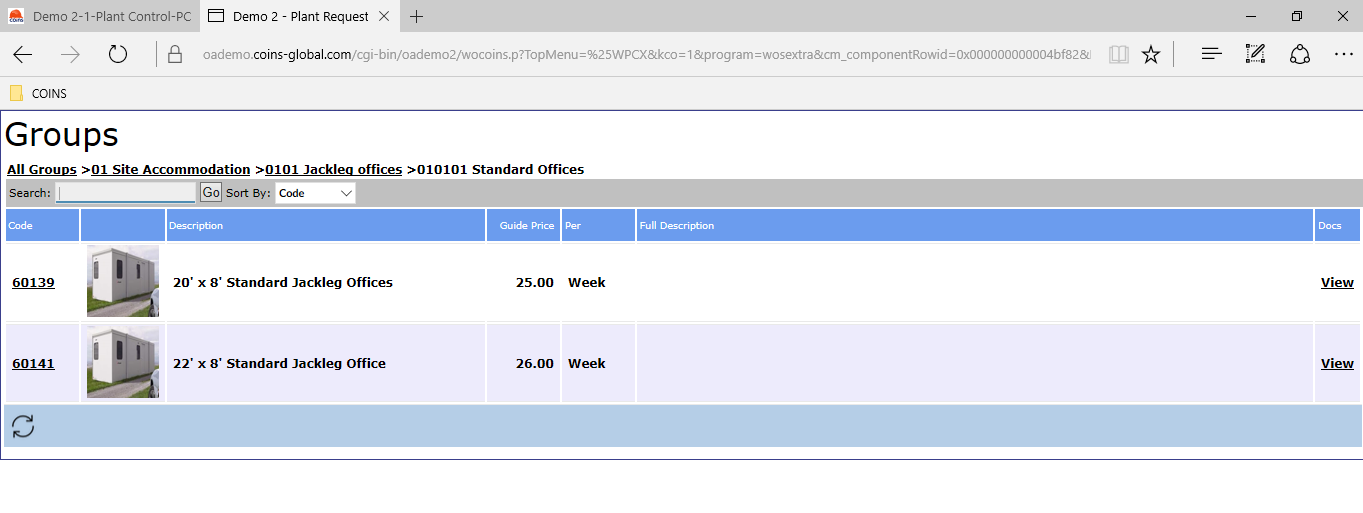 Demo 2-1-Plant Control-PC Demo 2 - Plant Request
oademo.coins-global.com/cgi-bin/oademo2/wocoins.p?TopMenu=%25WPCX&kco=1&program=wosextra&cm_componentRowid=0x000000000004bf82&
COINS
Groups
All Groups >01 Site Accommodation >0101 Jackleg offices >010101 Standard Offices
Search: Go Sort By: Code
Code Description Guide Price Per Full Description Docs
60139 20' x 8' Standard Jackleg Offices 25.00 Week View
60141 22' x 8' Standard Jackleg Office 26.00 Week View